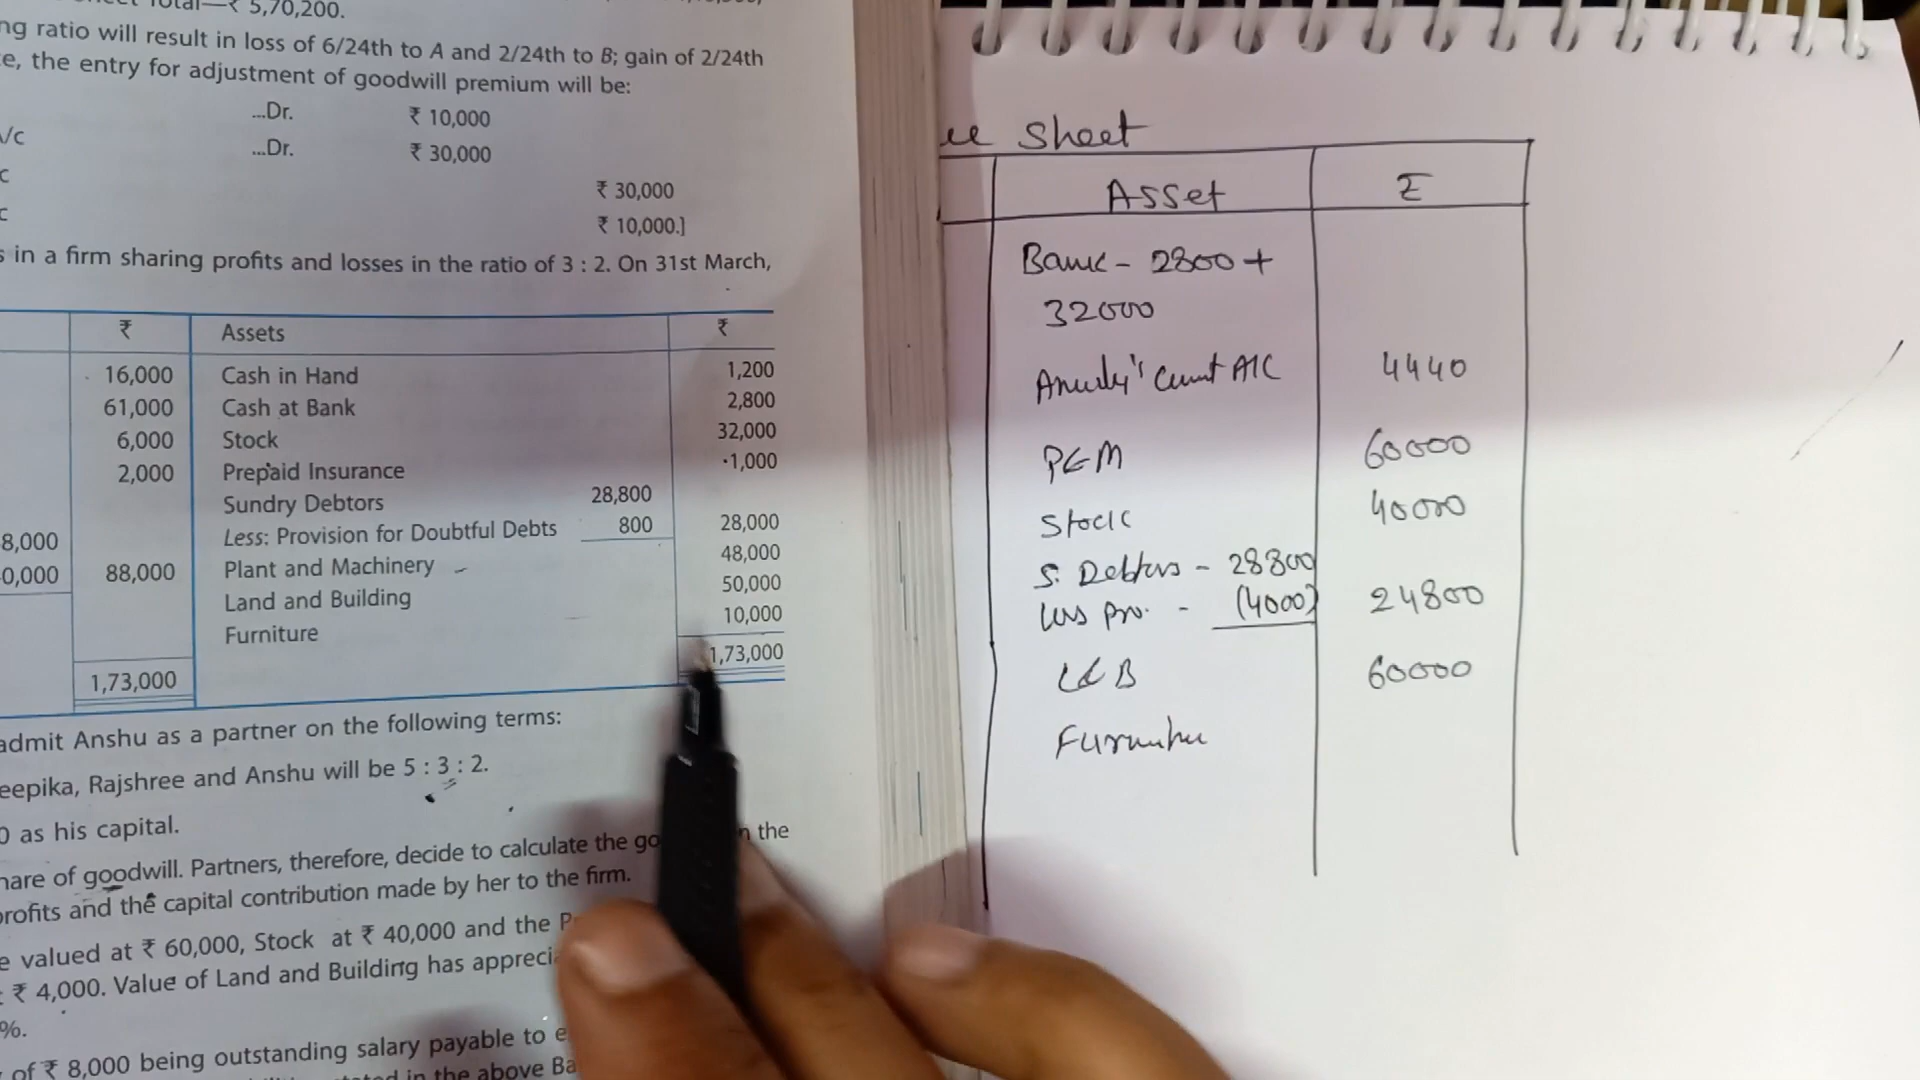 ₹ 5,70,200.
ng ratio will result in loss of 6/24th to A and 2/24th to B; gain of 2/24th
e, the entry for adjustment of goodwill premium will be:
...Dr. ₹ 10,000
/c ...Dr. ₹ 30,000
c ₹ 30,000
c ₹ 10,000.]
s in a firm sharing profits and losses in the ratio of 3 : 2. On 31st March,
₹ Assets ₹
16,000 Cash in Hand 1,200
61,000 Cash at Bank 2,800
6,000 Stock 32,000
2,000 Prepaid Insurance 1,000
Sundry Debtors 28,800
8,000 Less: Provision for Doubtful Debts 800 28,000
0,000 88,000 Plant and Machinery 48,000
Land and Building 50,000
Furniture 10,000
1,73,000 1,73,000
admit Anshu as a partner on the following terms:
eepika, Rajshree and Anshu will be 5 : 3 : 2.
0 as his capital.
hare of goodwill. Partners, therefore, decide to calculate the go n the
profits and the capital contribution made by her to the firm.
e valued at ₹ 60,000, Stock at ₹ 40,000 and the P
₹ 4,000. Value of Land and Building has apprecia
%.
of ₹ 8,000 being outstanding salary payable to e
in the above Ba
Sheet
Asset ₹
Bank - 2800 +
32000
Current A/C 4440
P&M 60000
Stock 40000
S. Debtors - 28800
Less pro. - (4000) 24800
L&B 60000
Furniture